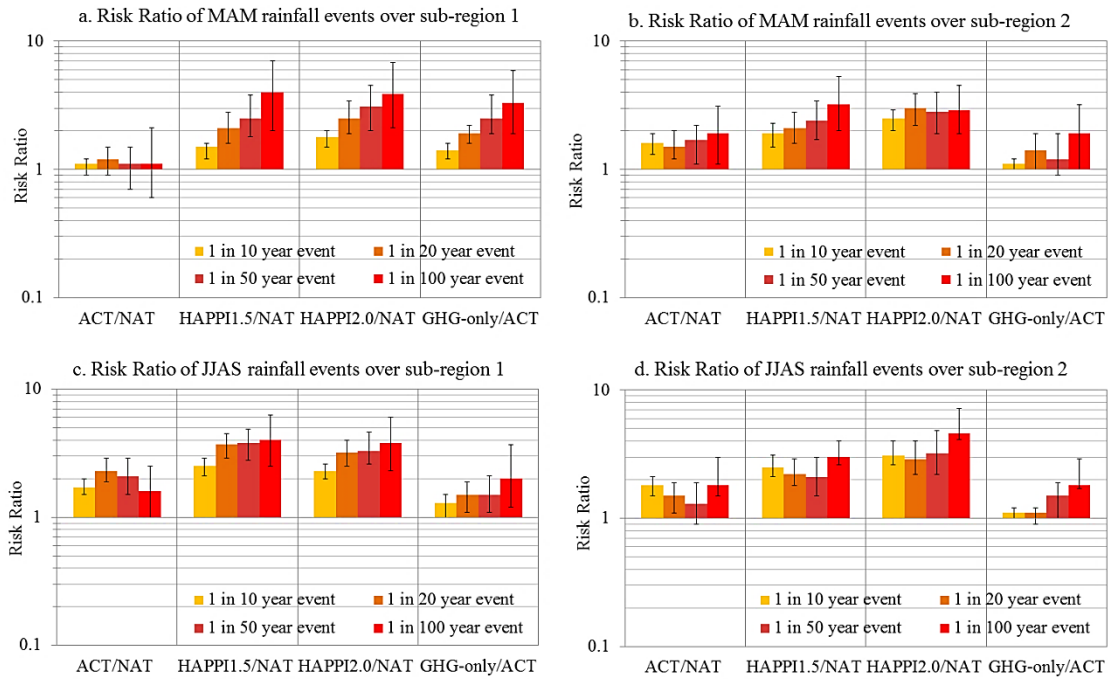 a. Risk Ratio of MAM rainfall events over sub-region 1
10
1
0.1
Risk Ratio
1 in 10 year event
1 in 20 year event
1 in 50 year event
1 in 100 year event
ACT/NAT
HAPPI1.5/NAT
HAPPI2.0/NAT
GHG-only/ACT
b. Risk Ratio of MAM rainfall events over sub-region 2
10
1
0.1
Risk Ratio
1 in 10 year event
1 in 20 year event
1 in 50 year event
1 in 100 year event
ACT/NAT
HAPPI1.5/NAT
HAPPI2.0/NAT
GHG-only/ACT
c. Risk Ratio of JJAS rainfall events over sub-region 1
10
1
0.1
Risk Ratio
1 in 10 year event
1 in 20 year event
1 in 50 year event
1 in 100 year event
ACT/NAT
HAPPI1.5/NAT
HAPPI2.0/NAT
GHG-only/ACT
d. Risk Ratio of JJAS rainfall events over sub-region 2
10
1
0.1
Risk Ratio
1 in 10 year event
1 in 20 year event
1 in 50 year event
1 in 100 year event
ACT/NAT
HAPPI1.5/NAT
HAPPI2.0/NAT
GHG-only/ACT